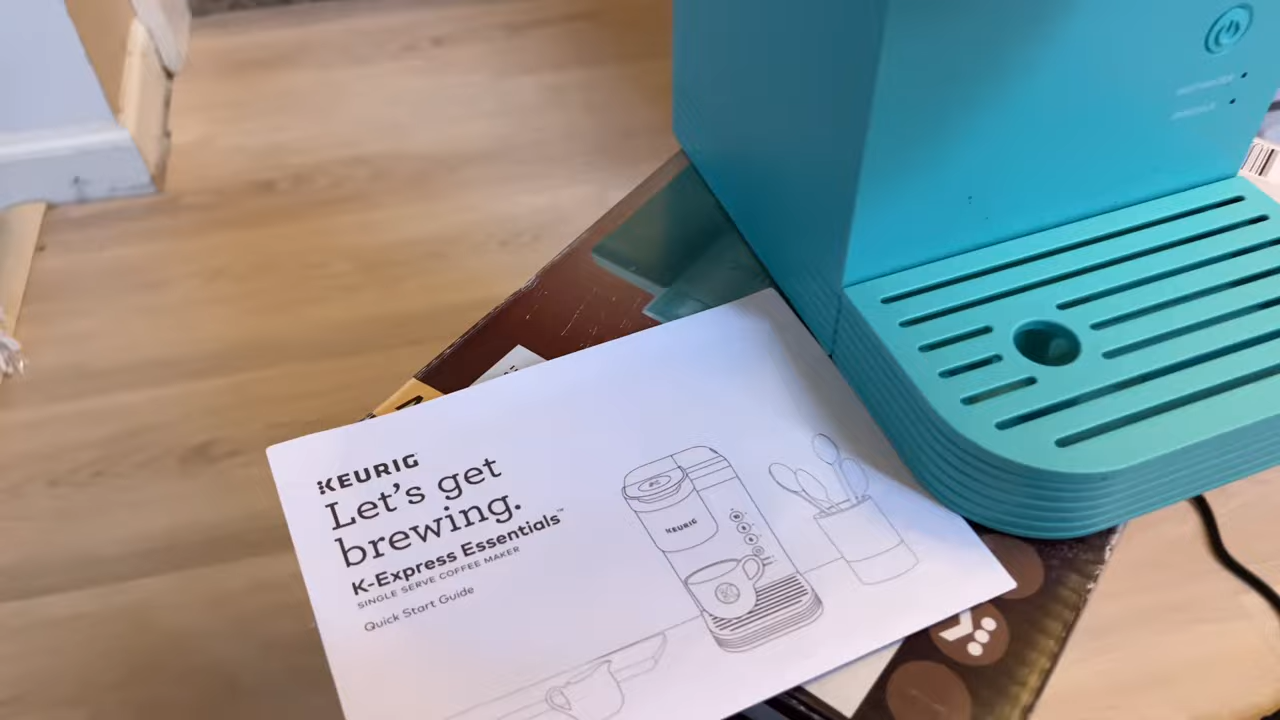 KEURIG
Let's get
brewing.
K-Express Essentials™
SINGLE SERVE COFFEE MAKER
Quick Start Guide
KEURIG